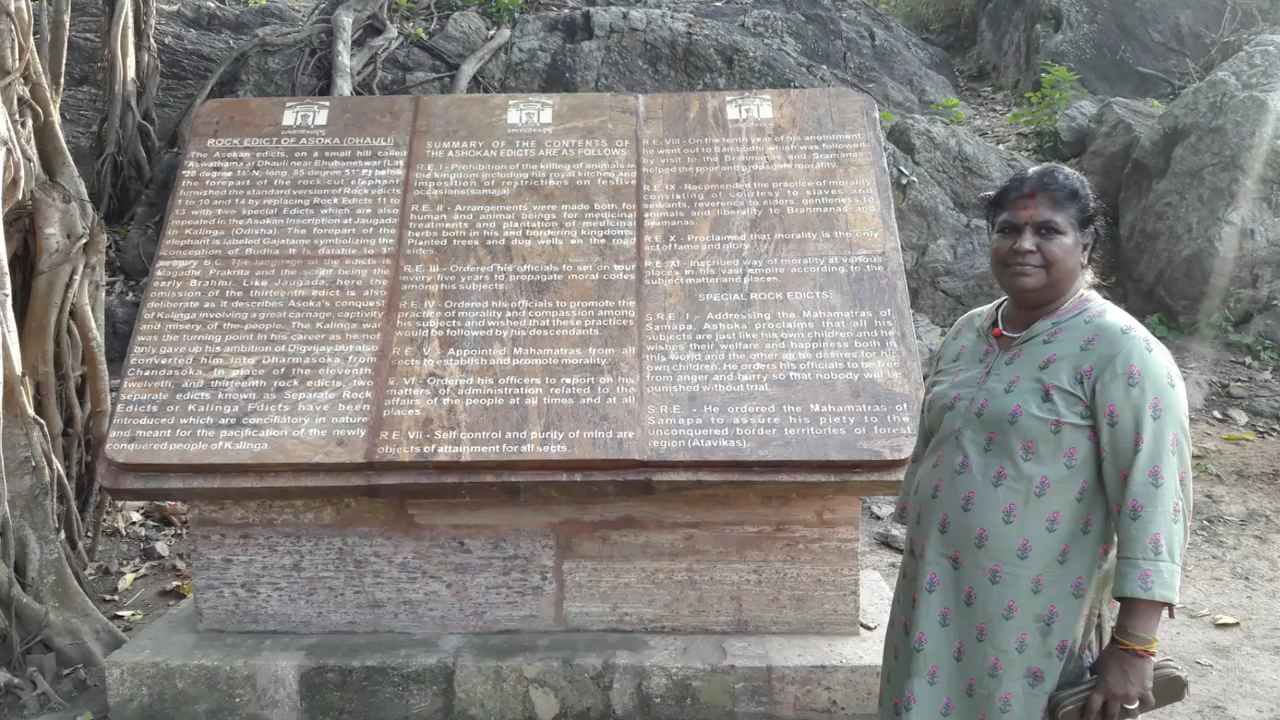 ROCK EDICT OF ASOKA (DHAULI)
The Asokan edicts, on a small hill called
'Aswathama at Dhauli near Bhubaneswar (Lat
"20 degree 11" N; long. 85 degree 51" E) below
the forepart of the rock-cut elephant
furnished the standard version of Rock edicts
1 to 10 and 14 by replacing Rock Edicts 11 to
13 with two special Edicts which are also
repeated in the Asokan Inscription at Jaugada
in Kalinga (Odisha). The forepart of the
elephant is labeled Gajatame symbolizing the
conception of Budha It is datable to 3rd
century B.C. The language of the edicts is
Magadhi Prakrita and the script being the
early Brahmi. Like Jaugada, here the
omission of the thirteenth edict is also
deliberate as it describes Asoka's conquest
of Kalinga involving a great carnage, captivity
and misery of the people. The Kalinga war
was the turning point in his career as he not
only gave up his ambition of Digvijay but also
converted him into Dharmasoka from
Chandasoka. In place of the eleventh,
twelveth, and thirteenth rock edicts, two
separate edicts known as Separate Rock
Edicts or Kalinga Edicts have been
introduced which are conciliatory in nature
and meant for the pacification of the newly
conquered people of Kalinga.
SUMMARY OF THE CONTENTS OF
THE ASHOKAN EDICTS ARE AS FOLLOWS:
R.E. I - Prohibition of the killing of animals in
the kingdom including his royal kitchen and
imposition of restrictions on festive
occasion(samaja)
R.E. II - Arrangements were made both for
human and animal beings for medicinal
treatments and plantation of medicinal
herbs both in his and bordering kingdom,
Planted trees and dug wells on the road
sides.
R.E. III - Ordered his officials to set on tour
every five years to propagate moral codes
among his subjects.
R.E. IV - Ordered his officials to promote the
practice of morality and compassion among
his subjects and wished that these practices
could be followed by his descendants.
R.E. V - Appointed Mahamatras from all
sects to establish and promote morality.
R.E. VI - Ordered his officers to report on his
matters of administration related to the
affairs of the people at all times and at all
places.
R.E. VII - Self control and purity of mind are
objects of attainment for all sects.
R.E. VIII - On the tenth year of his anointment
he went out to Sambodhi which was followed
by visit to the Brahmanas and Sramanas
helped the poor and propagate morality.
R.E. IX - Recomended the practice of morality
consisting of courtesy to slaves and
servants, reverence to elders, gentleness to
animals and liberality to Brahmanas and
Sramanas.
R.E. X - Proclaimed that morality is the only
act of fame and glory.
R.E. XI - Inscribed way of morality at various
places in his vast empire according to the
subject matter and places.
SPECIAL ROCK EDICTS:
S.R.E. I - Addressing the Mahamatras of
Samapa, Ashoka proclaims that all his
subjects are just like his own children and he
wishes their welfare and happiness both in
this world and the other as he desires for his
own children. He orders his officials to be free
from anger and hurry so that nobody will be
punished without trial.
S.R.E. - He ordered the Mahamatras of
Samapa to assure his piety to the
unconquered border territories of forest
region (Atavikas).